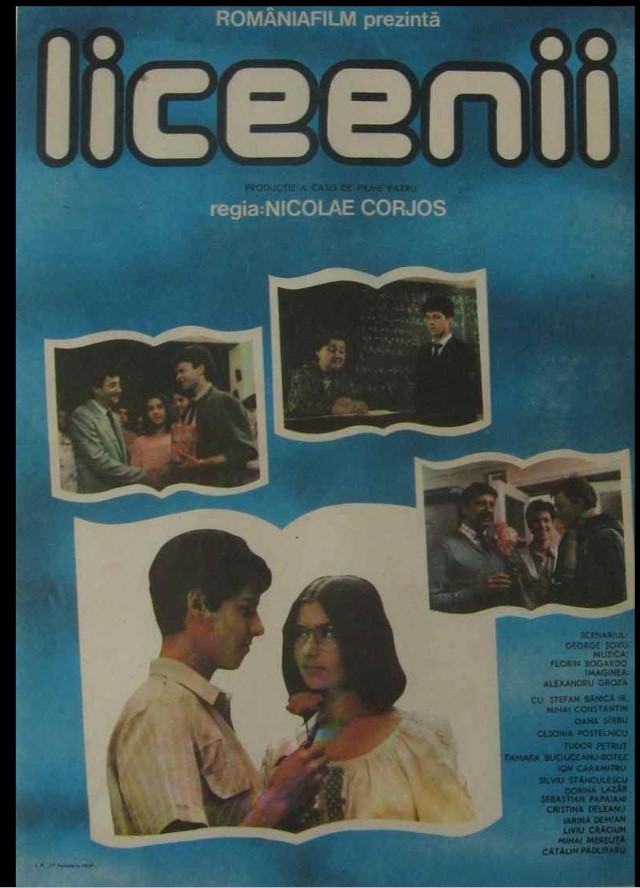 ROMÂNIAFILM prezintă
liceenii
PRODUCȚIE A CASEI DE FILME PATRU
regia: NICOLAE CORJOS
SCENARIUL:
GEORGE ȘOVU
MUZICA:
FLORIN BOGARDO
IMAGINEA:
ALEXANDRU GROZA
CU: ȘTEFAN BĂNICĂ JR.
MIHAI CONSTANTIN
OANA SÎRBU
CESONIA POSTELNICU
TUDOR PETRUȚ
TAMARA BUCIUCEANU-BOTEZ
ION CARAMITRU
SILVIU STĂNCULESCU
DORINA LAZĂR
SEBASTIAN PAPAIANI
CRISTINA DELEANU
IARINA DEMIAN
LIVIU CRĂCIUN
MIHAI MEREUȚĂ
CĂTĂLIN PĂDURARU